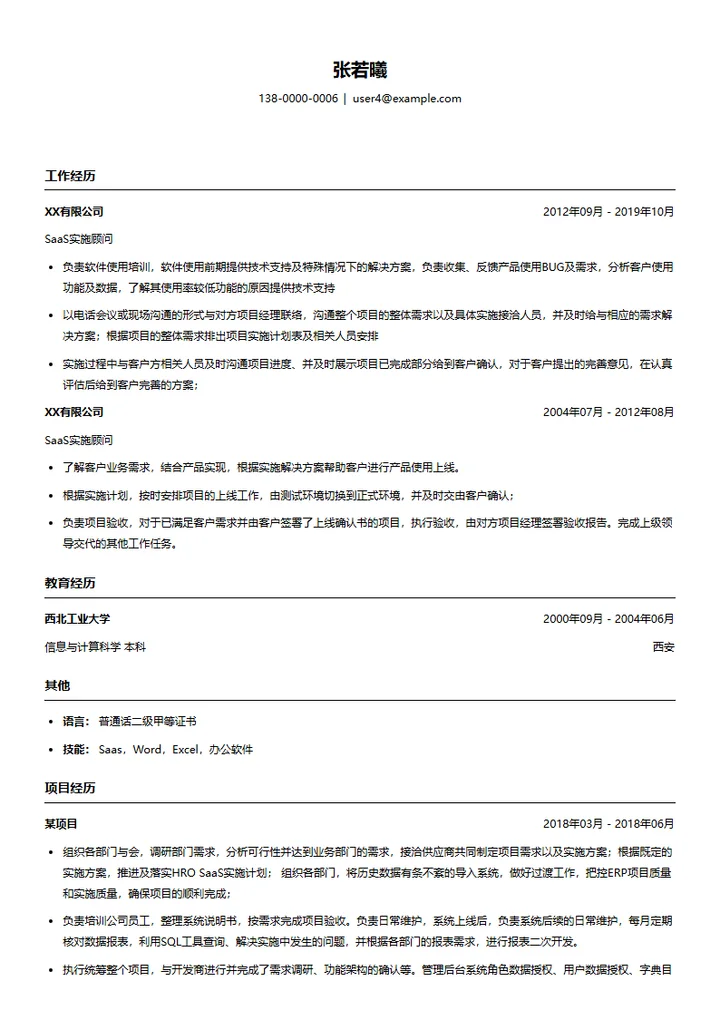 张若曦
138-0000-0006 | user4@example.com
工作经历
XX有限公司 2012年09月 - 2019年10月
SaaS实施顾问
• 负责软件使用培训，软件使用前期提供技术支持及特殊情况下的解决方案，负责收集、反馈产品使用BUG及需求，分析客户使用
功能及数据，了解其使用率较低功能的原因提供技术支持
• 以电话会议或现场沟通的形式与对方项目经理联络，沟通整个项目的整体需求以及具体实施接洽人员，并及时给与相应的需求解
决方案；根据项目的整体需求排出项目实施计划表及相关人员安排
• 实施过程中与客户方相关人员及时沟通项目进度、并及时展示项目已完成部分给到客户确认，对于客户提出的完善意见，在认真
评估后给到客户完善的方案；
XX有限公司 2004年07月 - 2012年08月
SaaS实施顾问
• 了解客户业务需求，结合产品实现，根据实施解决方案帮助客户进行产品使用上线。
• 根据实施计划，按时安排项目的上线工作，由测试环境切换到正式环境，并及时交由客户确认；
• 负责项目验收，对于已满足客户需求并由客户签署了上线确认书的项目，执行验收，由对方项目经理签署验收报告。完成上级领
导交代的其他工作任务。
教育经历
西北工业大学 2000年09月 - 2004年06月
信息与计算科学 本科 西安
其他
• 语言： 普通话二级甲等证书
• 技能： Saas，Word，Excel，办公软件
项目经历
某项目 2018年03月 - 2018年06月
• 组织各部门与会，调研部门需求，分析可行性并达到业务部门的需求，接洽供应商共同制定项目需求以及实施方案；根据既定的
实施方案，推进及落实HRO SaaS实施计划； 组织各部门，将历史数据有条不紊的导入系统，做好过渡工作，把控ERP项目质量
和实施质量，确保项目的顺利完成；
• 负责培训公司员工，整理系统说明书，按需求完成项目验收。负责日常维护，系统上线后，负责系统后续的日常维护，每月定期
核对数据报表，利用SQL工具查询、解决实施中发生的问题，并根据各部门的报表需求，进行报表二次开发。
• 执行统筹整个项目，与开发商进行并完成了需求调研、功能架构的确认等。管理后台系统角色数据授权、用户数据授权、字典目